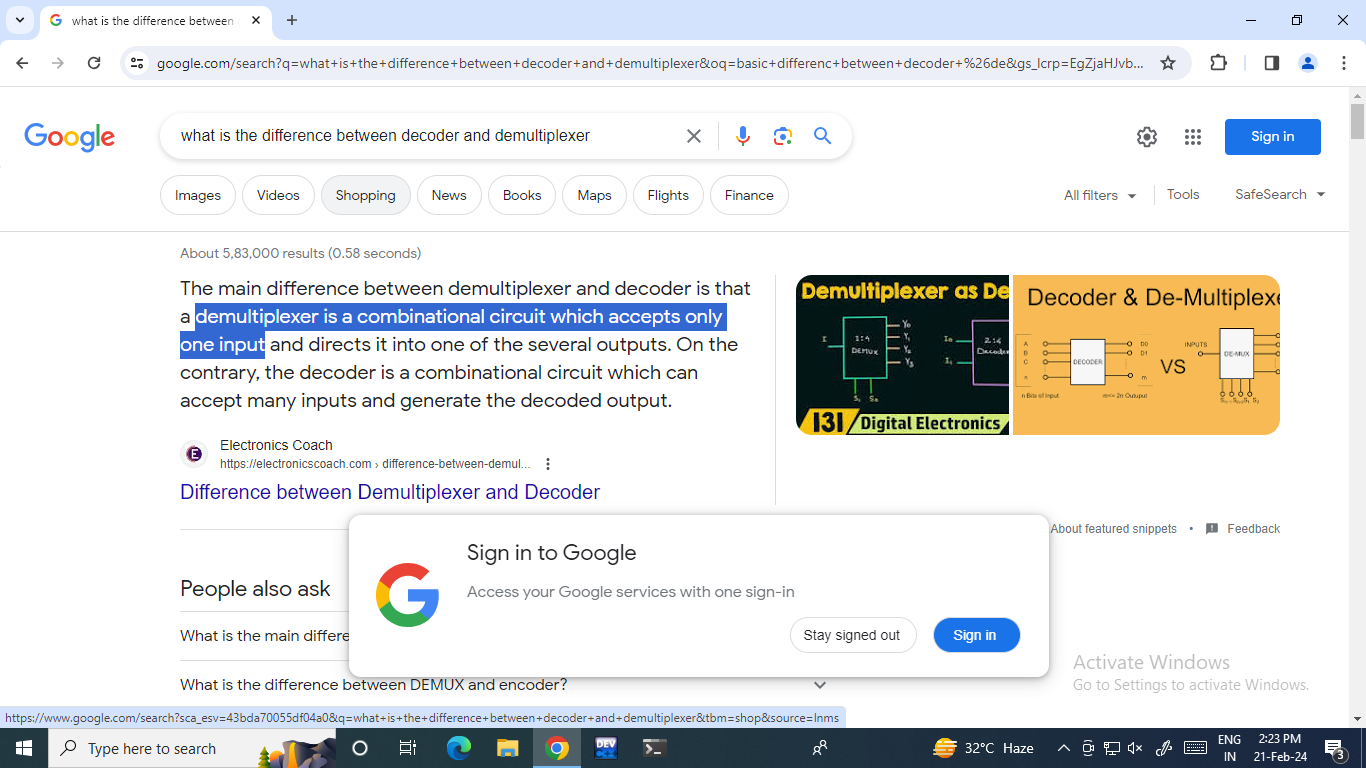 what is the difference between
google.com/search?q=what+is+the+difference+between+decoder+and+demultiplexer&oq=basic+differenc+between+decoder+%26de&gs_lcrp=EgZjaHJvb...
Google
what is the difference between decoder and demultiplexer
Sign in
Images Videos Shopping News Books Maps Flights Finance
All filters Tools SafeSearch
About 5,83,000 results (0.58 seconds)
The main difference between demultiplexer and decoder is that
a demultiplexer is a combinational circuit which accepts only
one input and directs it into one of the several outputs. On the
contrary, the decoder is a combinational circuit which can
accept many inputs and generate the decoded output.
Demultiplexer as De
I
1:4
DEMUX
Y0
Y1
Y2
Y3
S1 S0
I0
I1
2:4
Decoder
Digital Electronics
Decoder & De-Multiplexe
A
B
C
n
DECODER
D0
D1
m
n Bits of Input
m<= 2n Output
VS
INPUTS
DE-MUX
E
Electronics Coach
https://electronicscoach.com › difference-between-demul...
Difference between Demultiplexer and Decoder
About featured snippets • Feedback
People also ask
What is the main differe
What is the difference between DEMUX and encoder?
Sign in to Google
Access your Google services with one sign-in
Stay signed out Sign in
Activate Windows
Go to Settings to activate Windows.
https://www.google.com/search?sca_esv=43bda70055df04a0&q=what+is+the+difference+between+decoder+and+demultiplexer&tbm=shop&source=lnms
Type here to search
DEV
32°C Haze
ENG
IN
2:23 PM
21-Feb-24
3